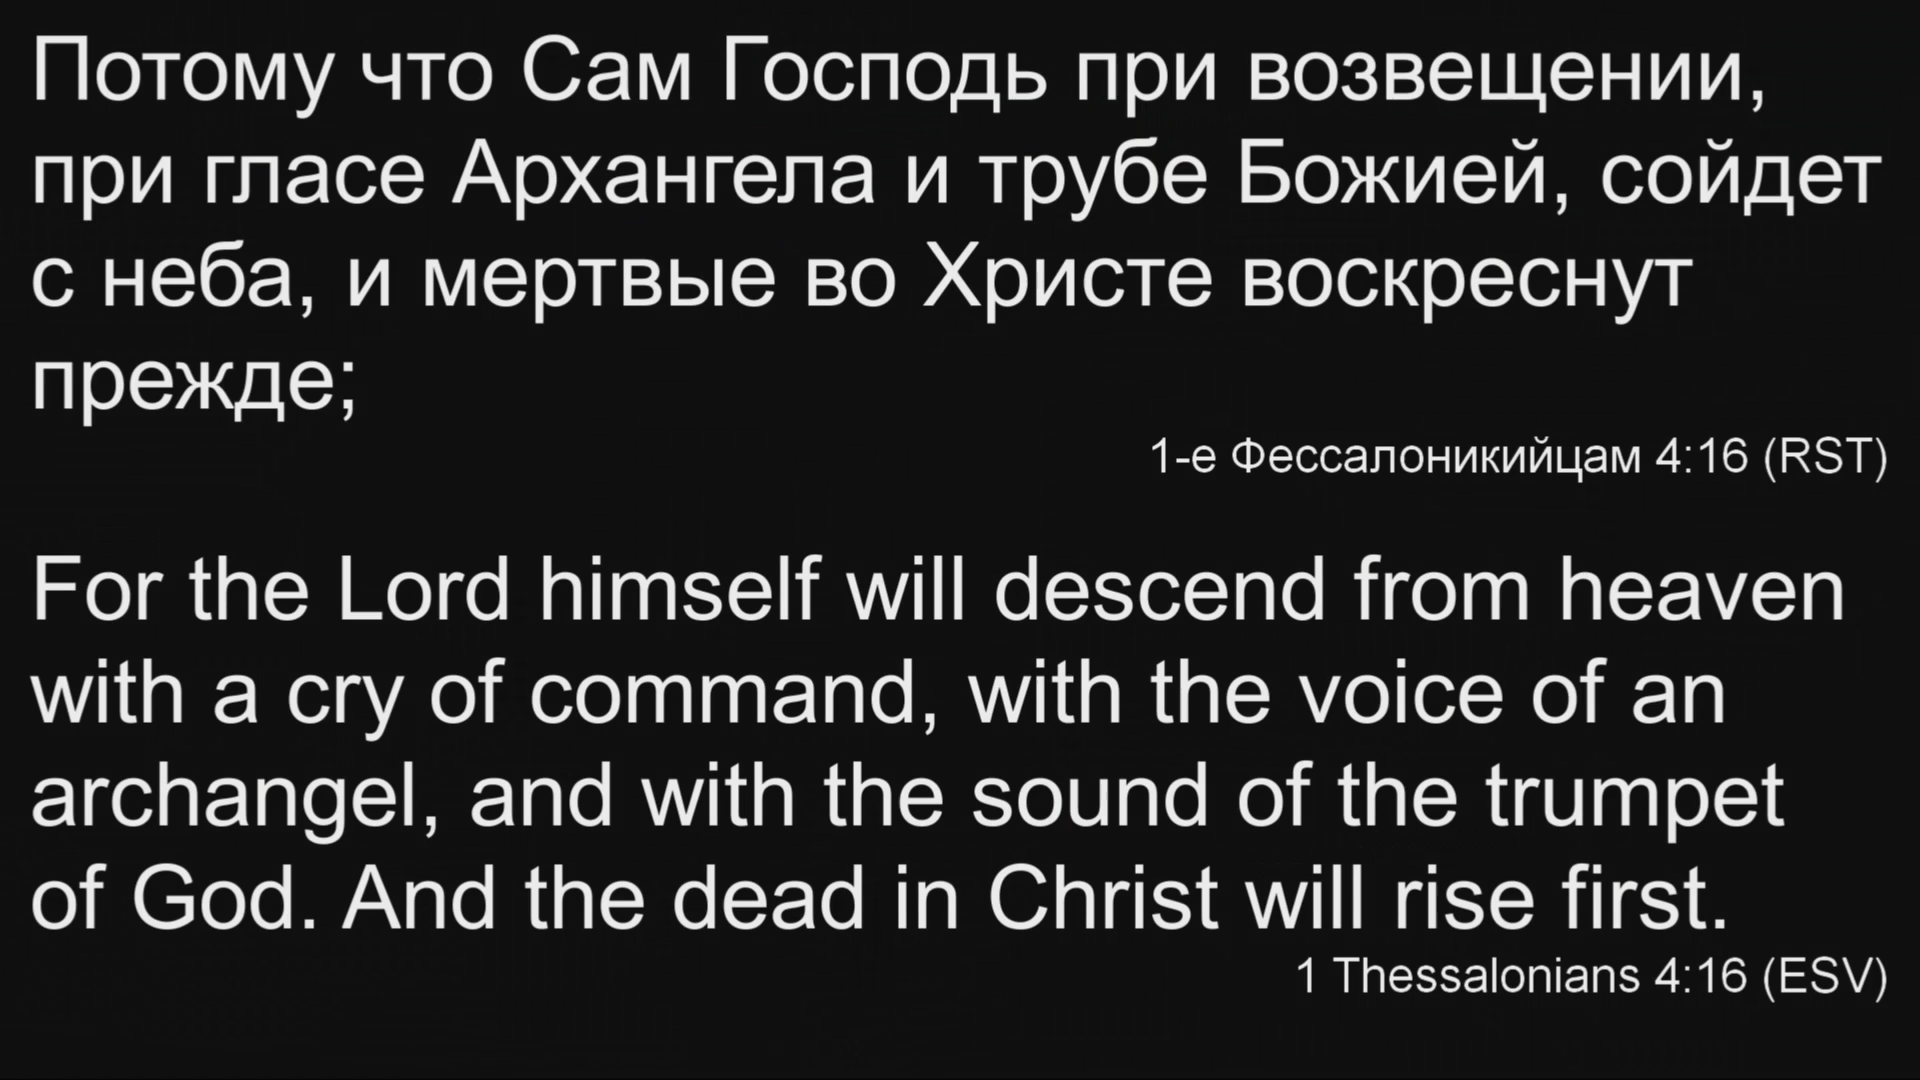 Потому что Сам Господь при возвещении,
при гласе Архангела и трубе Божией, сойдет
с неба, и мертвые во Христе воскреснут
прежде;
1-е Фессалоникийцам 4:16 (RST)
For the Lord himself will descend from heaven
with a cry of command, with the voice of an
archangel, and with the sound of the trumpet
of God. And the dead in Christ will rise first.
1 Thessalonians 4:16 (ESV)